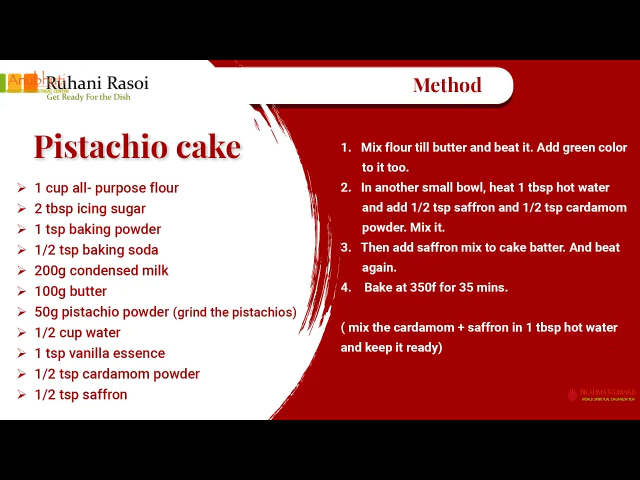 Ruhani Rasoi
Get Ready For the Dish
Method
Pistachio cake
➢ 1 cup all- purpose flour
➢ 2 tbsp icing sugar
➢ 1 tsp baking powder
➢ 1/2 tsp baking soda
➢ 200g condensed milk
➢ 100g butter
➢ 50g pistachio powder (grind the pistachios)
➢ 1/2 cup water
➢ 1 tsp vanilla essence
➢ 1/2 tsp cardamom powder
➢ 1/2 tsp saffron
1. Mix flour till butter and beat it. Add green color
to it too.
2. In another small bowl, heat 1 tbsp hot water
and add 1/2 tsp saffron and 1/2 tsp cardamom
powder. Mix it.
3. Then add saffron mix to cake batter. And beat
again.
4. Bake at 350f for 35 mins.
( mix the cardamom + saffron in 1 tbsp hot water
and keep it ready)
Brahma Kumaris
WORLD SPIRITUAL ORGANIZATION